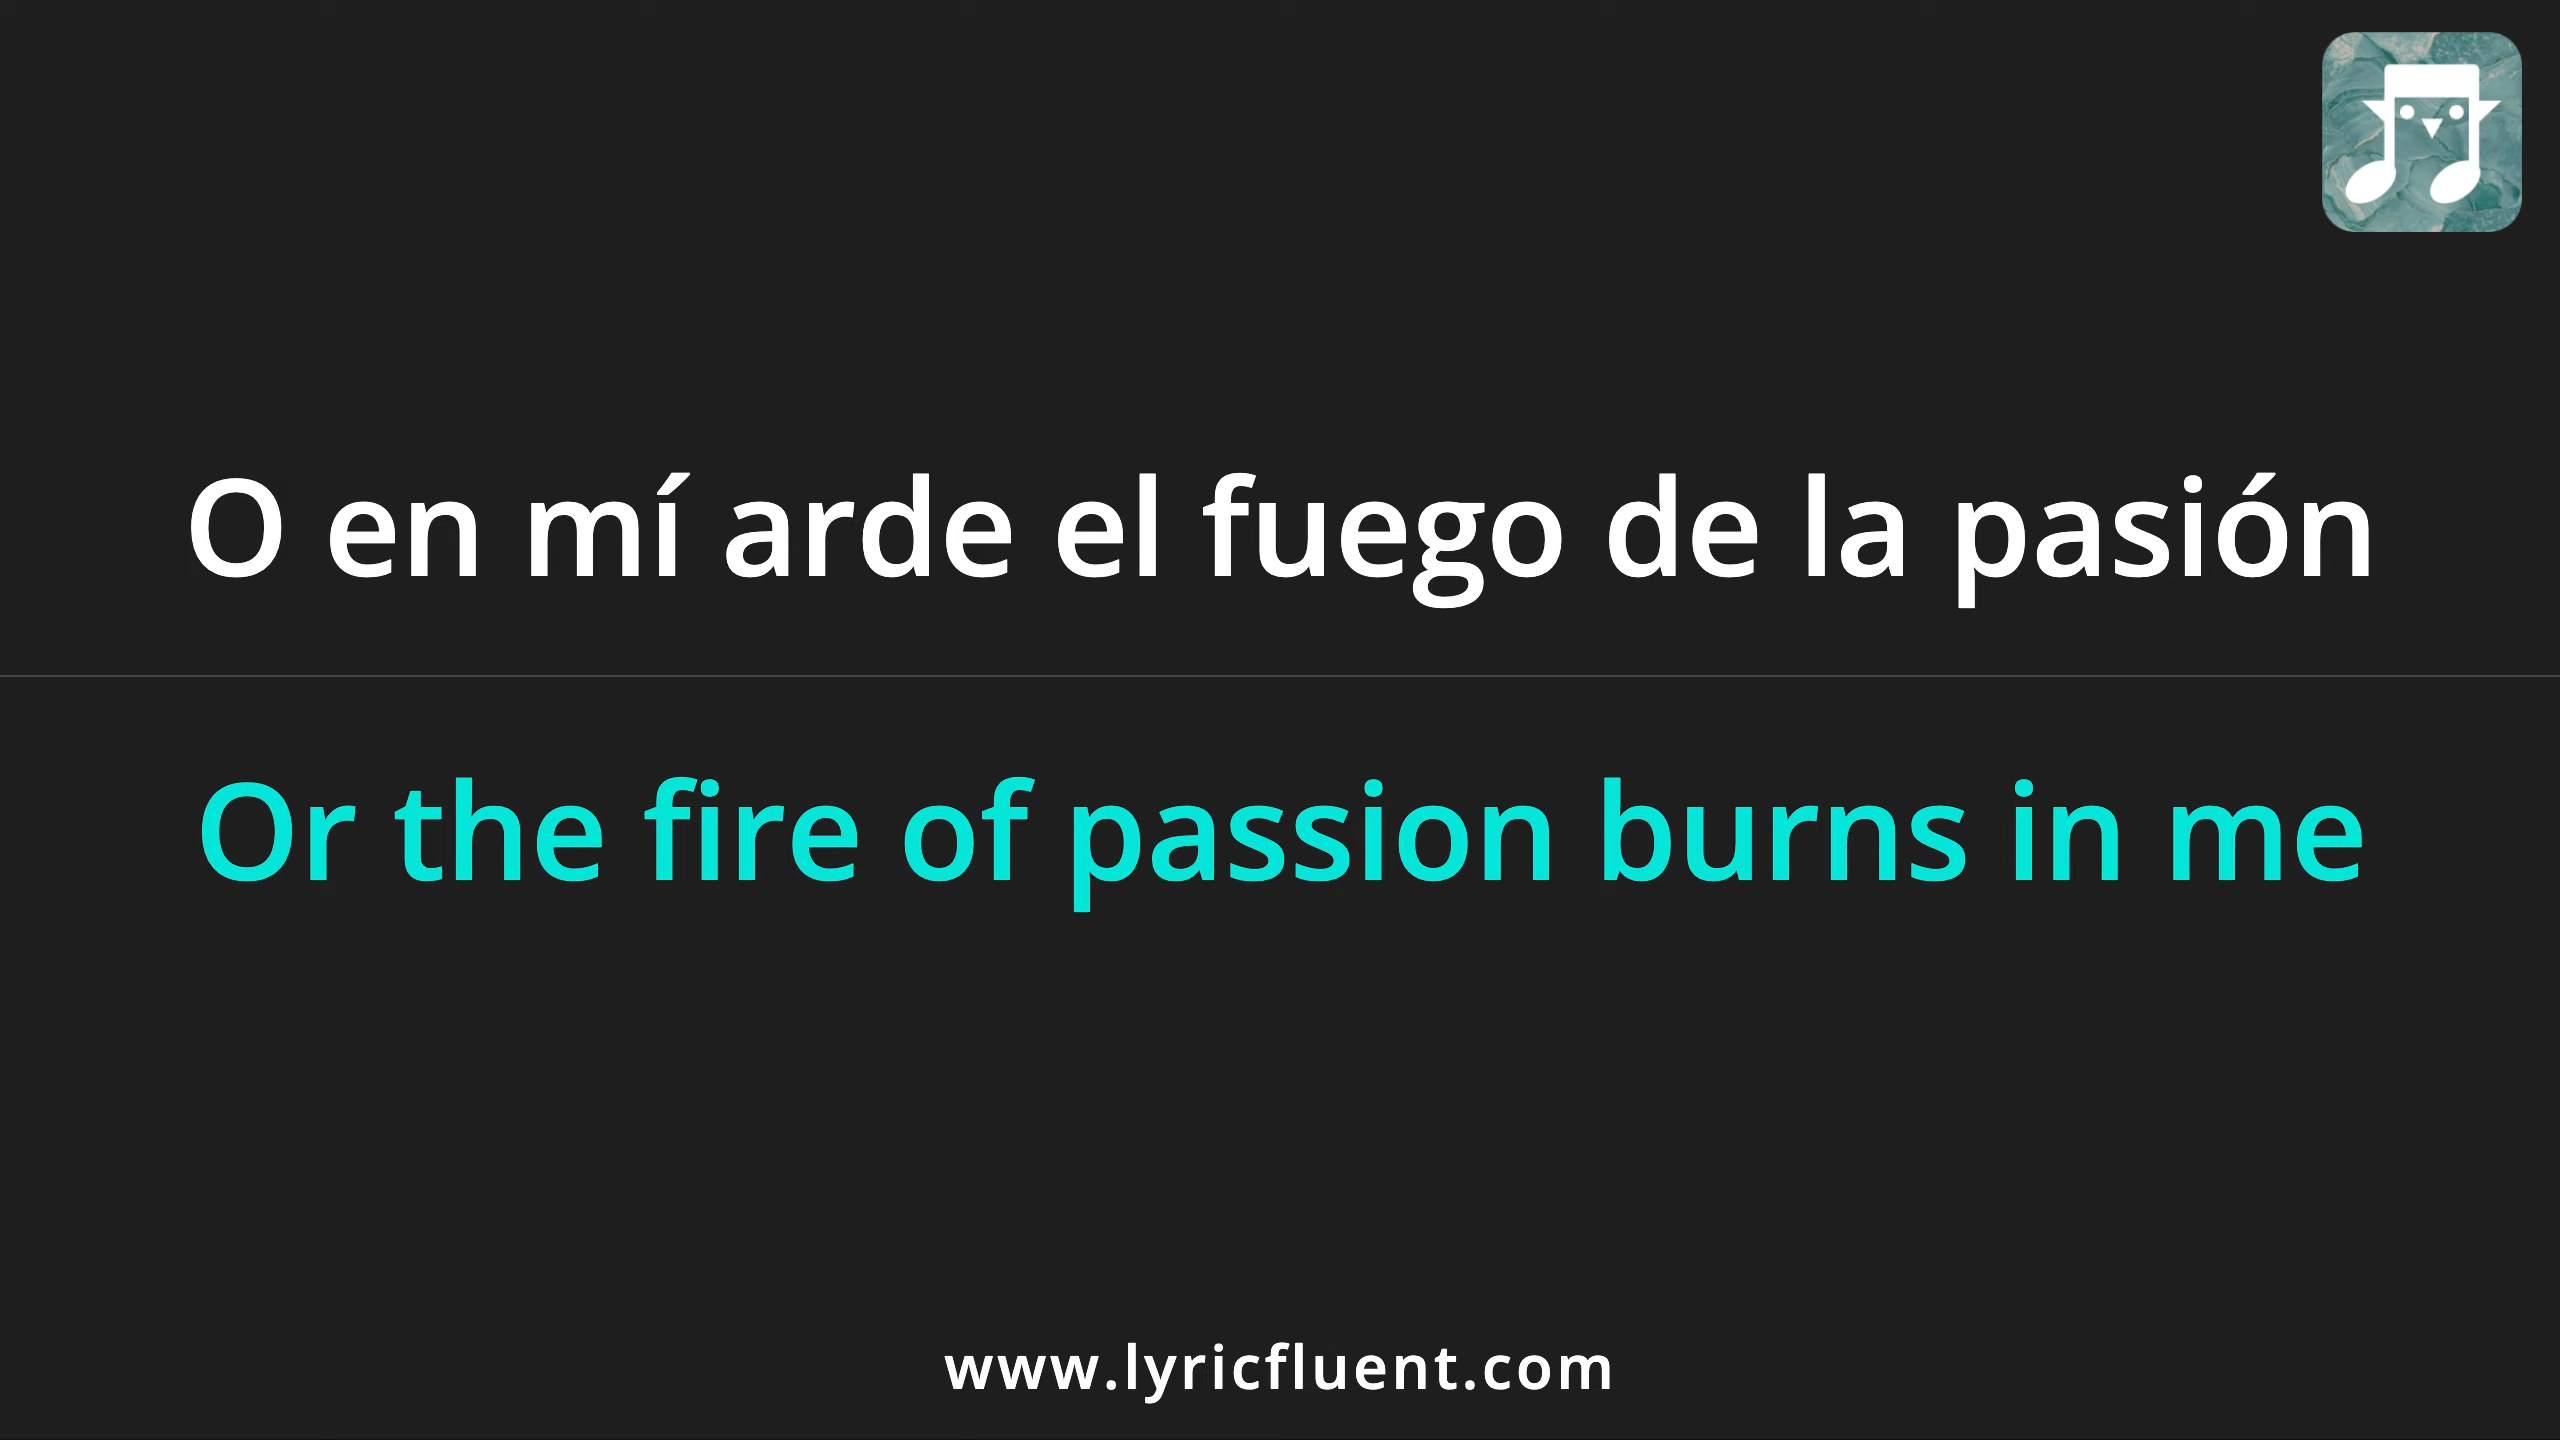 O en mí arde el fuego de la pasión
Or the fire of passion burns in me
www.lyricfluent.com